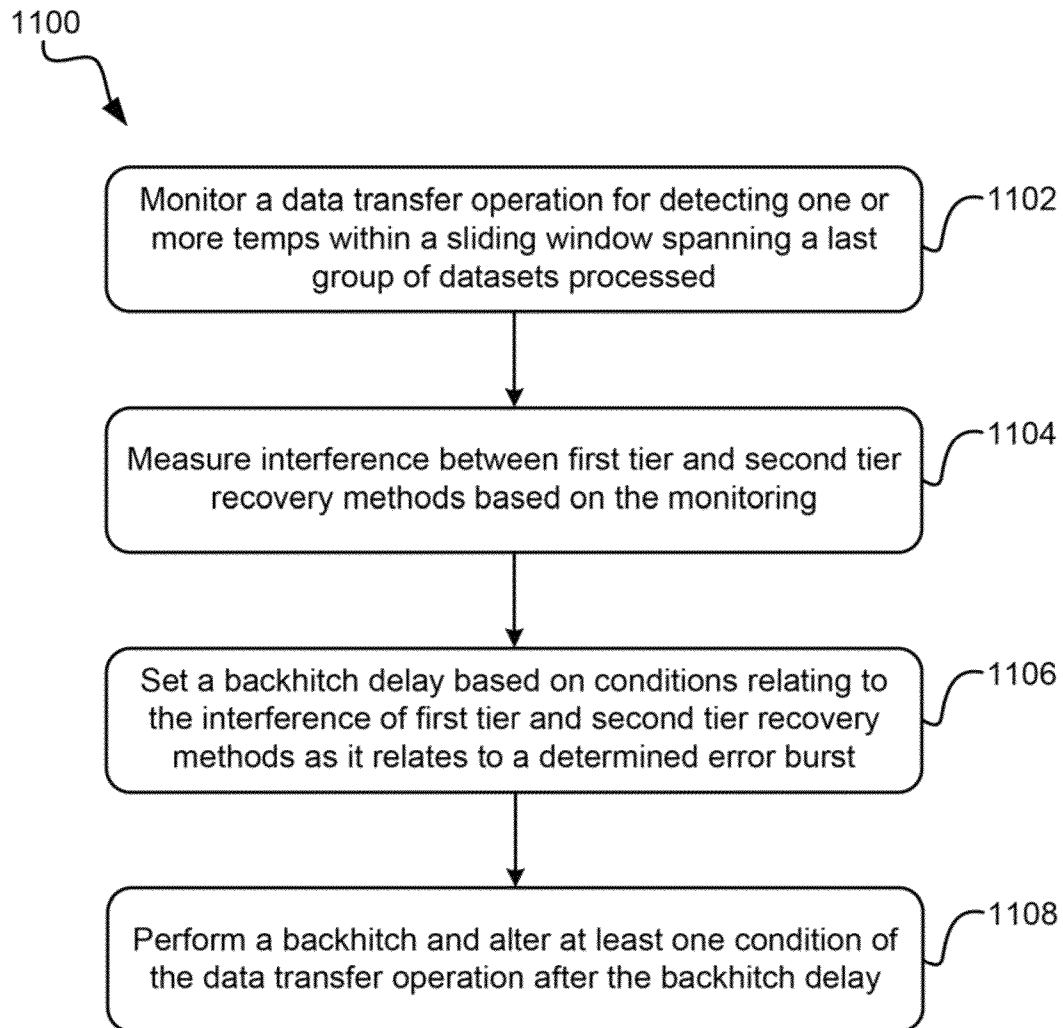 1100
Monitor a data transfer operation for detecting one or
more temps within a sliding window spanning a last
group of datasets processed
1102
Measure interference between first tier and second tier
recovery methods based on the monitoring
1104
Set a backhitch delay based on conditions relating to
the interference of first tier and second tier recovery
methods as it relates to a determined error burst
1106
Perform a backhitch and alter at least one condition of
the data transfer operation after the backhitch delay
1108